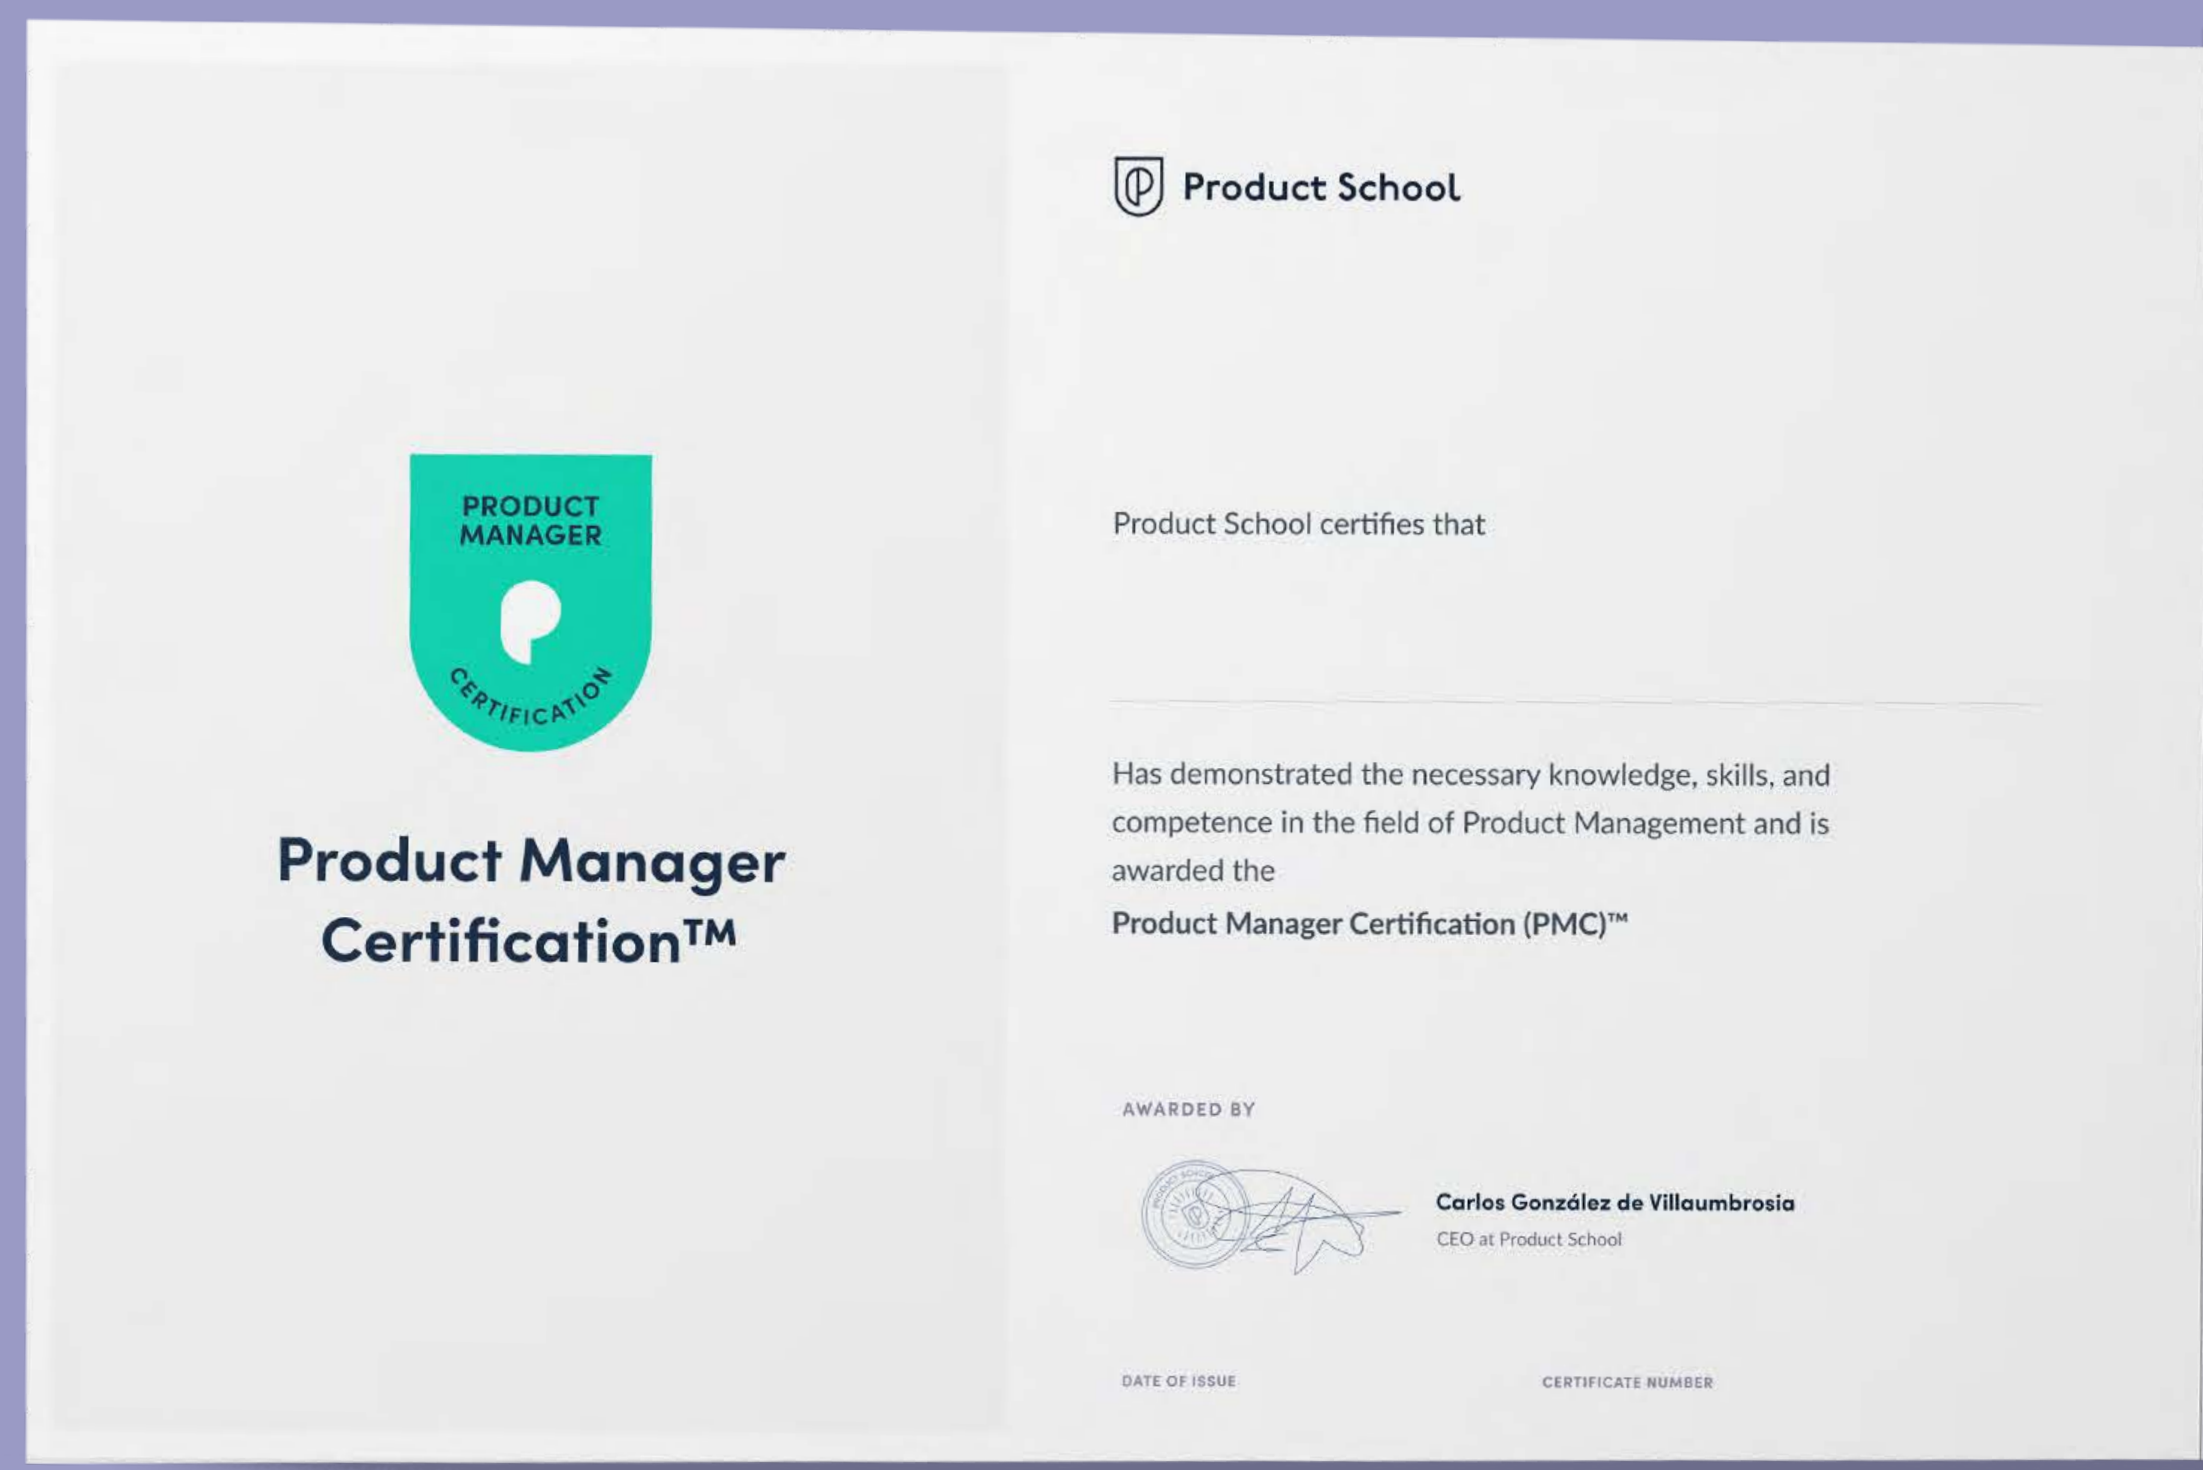 PRODUCT
MANAGER
CERTIFICATION
Product Manager
Certification™
Product School
Product School certifies that
Has demonstrated the necessary knowledge, skills, and
competence in the field of Product Management and is
awarded the
Product Manager Certification (PMC)™
AWARDED BY
PRODUCT SCHOOL
Carlos González de Villaumbrosia
CEO at Product School
DATE OF ISSUE
CERTIFICATE NUMBER